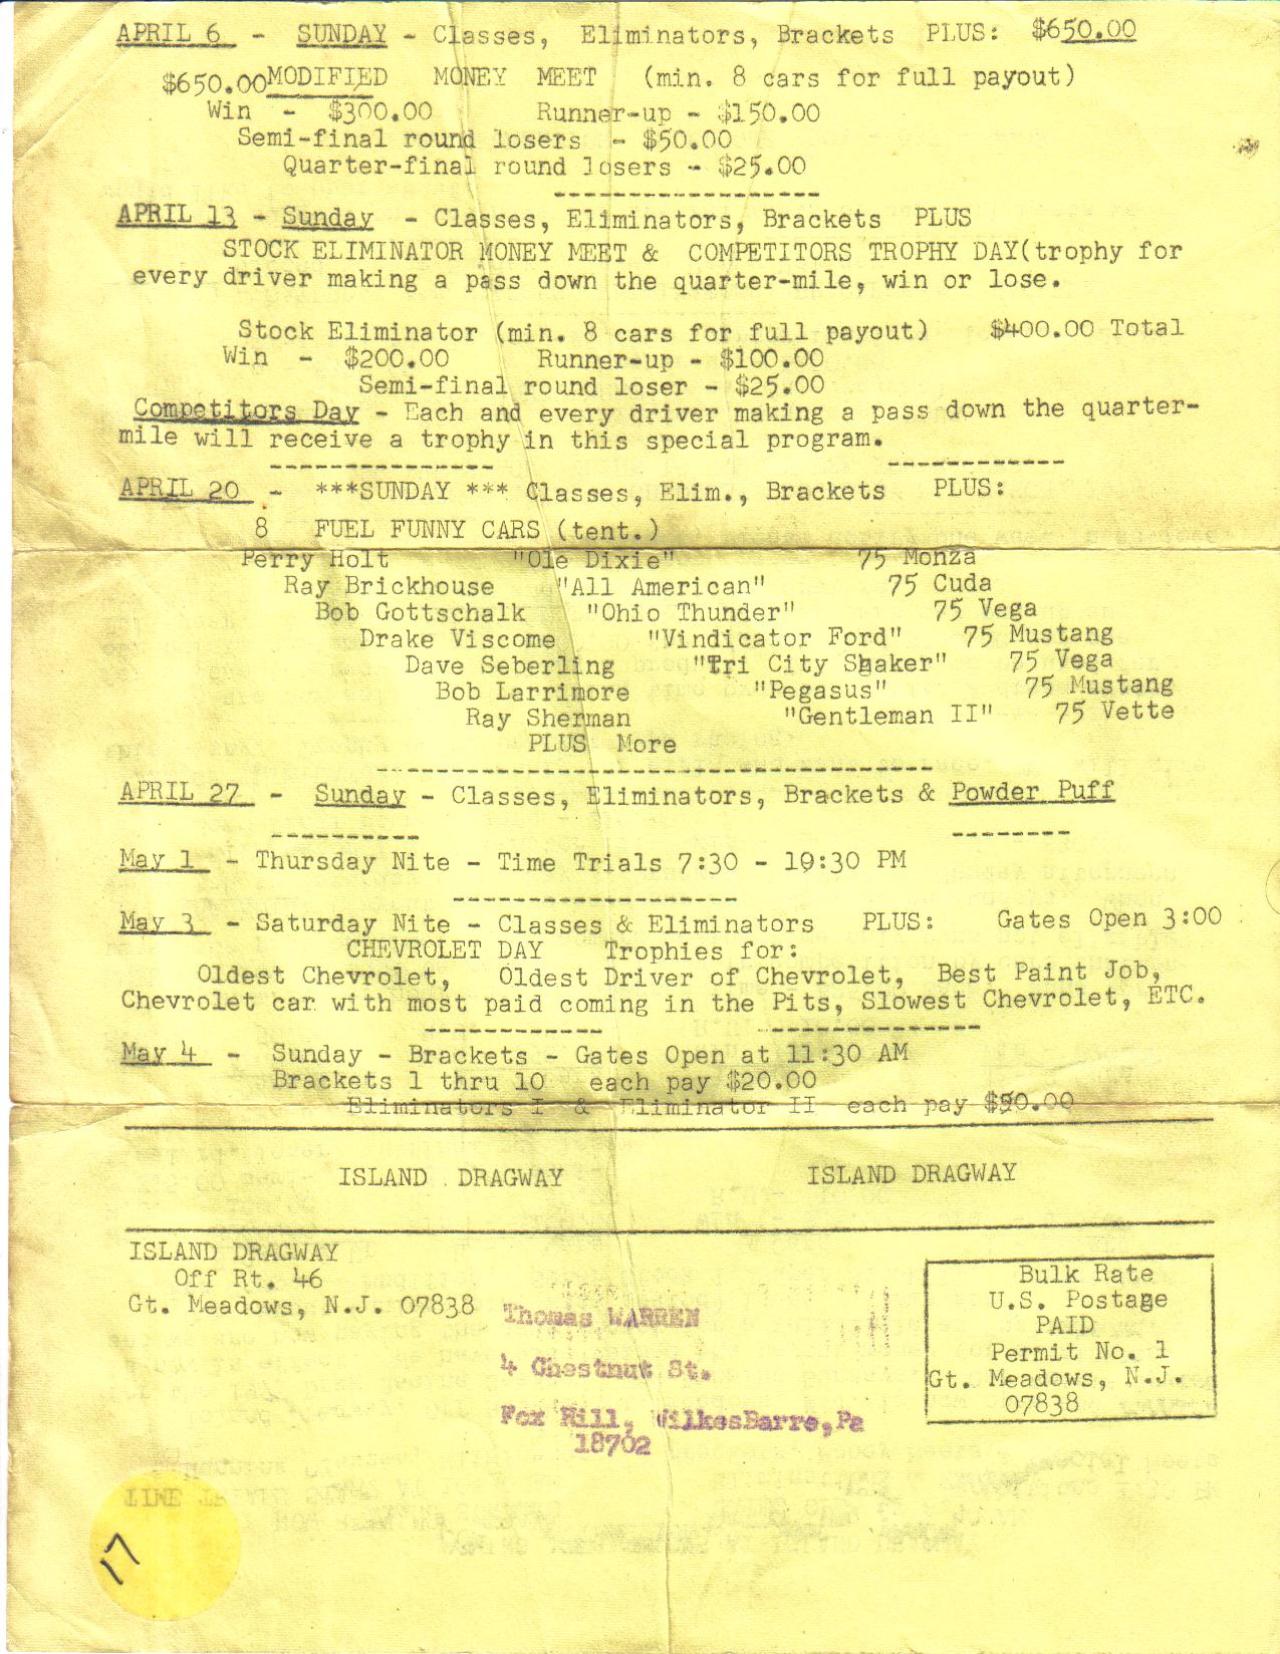 APRIL 6 - SUNDAY - Classes, Eliminators, Brackets PLUS: $650.00
$650.00 MODIFIED MONEY MEET (min. 8 cars for full payout)
Win - $300.00 Runner-up - $150.00
Semi-final round losers - $50.00
Quarter-final round losers - $25.00
------------------
APRIL 13 - Sunday - Classes, Eliminators, Brackets PLUS
STOCK ELIMINATOR MONEY MEET & COMPETITORS TROPHY DAY(trophy for
every driver making a pass down the quarter-mile, win or lose.
Stock Eliminator (min. 8 cars for full payout) $400.00 Total
Win - $200.00 Runner-up - $100.00
Semi-final round loser - $25.00
Competitors Day - Each and every driver making a pass down the quarter-
mile will receive a trophy in this special program.
--------------- ------------
APRIL 20 - ***SUNDAY *** Classes, Elim., Brackets PLUS:
8 FUEL FUNNY CARS (tent.)
Perry Holt "Ole Dixie" 75 Monza
Ray Brickhouse "All American" 75 Cuda
Bob Gottschalk "Ohio Thunder" 75 Vega
Drake Viscome "Vindicator Ford" 75 Mustang
Dave Seberling "Tri City Shaker" 75 Vega
Bob Larrimore "Pegasus" 75 Mustang
Ray Sherman "Gentleman II" 75 Vette
PLUS More
-------------------------------------
APRIL 27 - Sunday - Classes, Eliminators, Brackets & Powder Puff
---------- --------
May 1 - Thursday Nite - Time Trials 7:30 - 10:30 PM
-------------------
May 3 - Saturday Nite - Classes & Eliminators PLUS: Gates Open 3:00
CHEVROLET DAY Trophies for:
Oldest Chevrolet, Oldest Driver of Chevrolet, Best Paint Job,
Chevrolet car with most paid coming in the Pits, Slowest Chevrolet, ETC.
------------ --------------
May 4 - Sunday - Brackets - Gates Open at 11:30 AM
Brackets 1 thru 10 each pay $20.00
Eliminators I & Eliminator II each pay $50.00
ISLAND DRAGWAY ISLAND DRAGWAY
ISLAND DRAGWAY
Off Rt. 46
Gt. Meadows, N.J. 07838
Thomas WARREN
4 Chestnut St.
Fox Hill, WilkesBarre,Pa
18702
Bulk Rate
U.S. Postage
PAID
Permit No. 1
Gt. Meadows, N.J.
07838
17